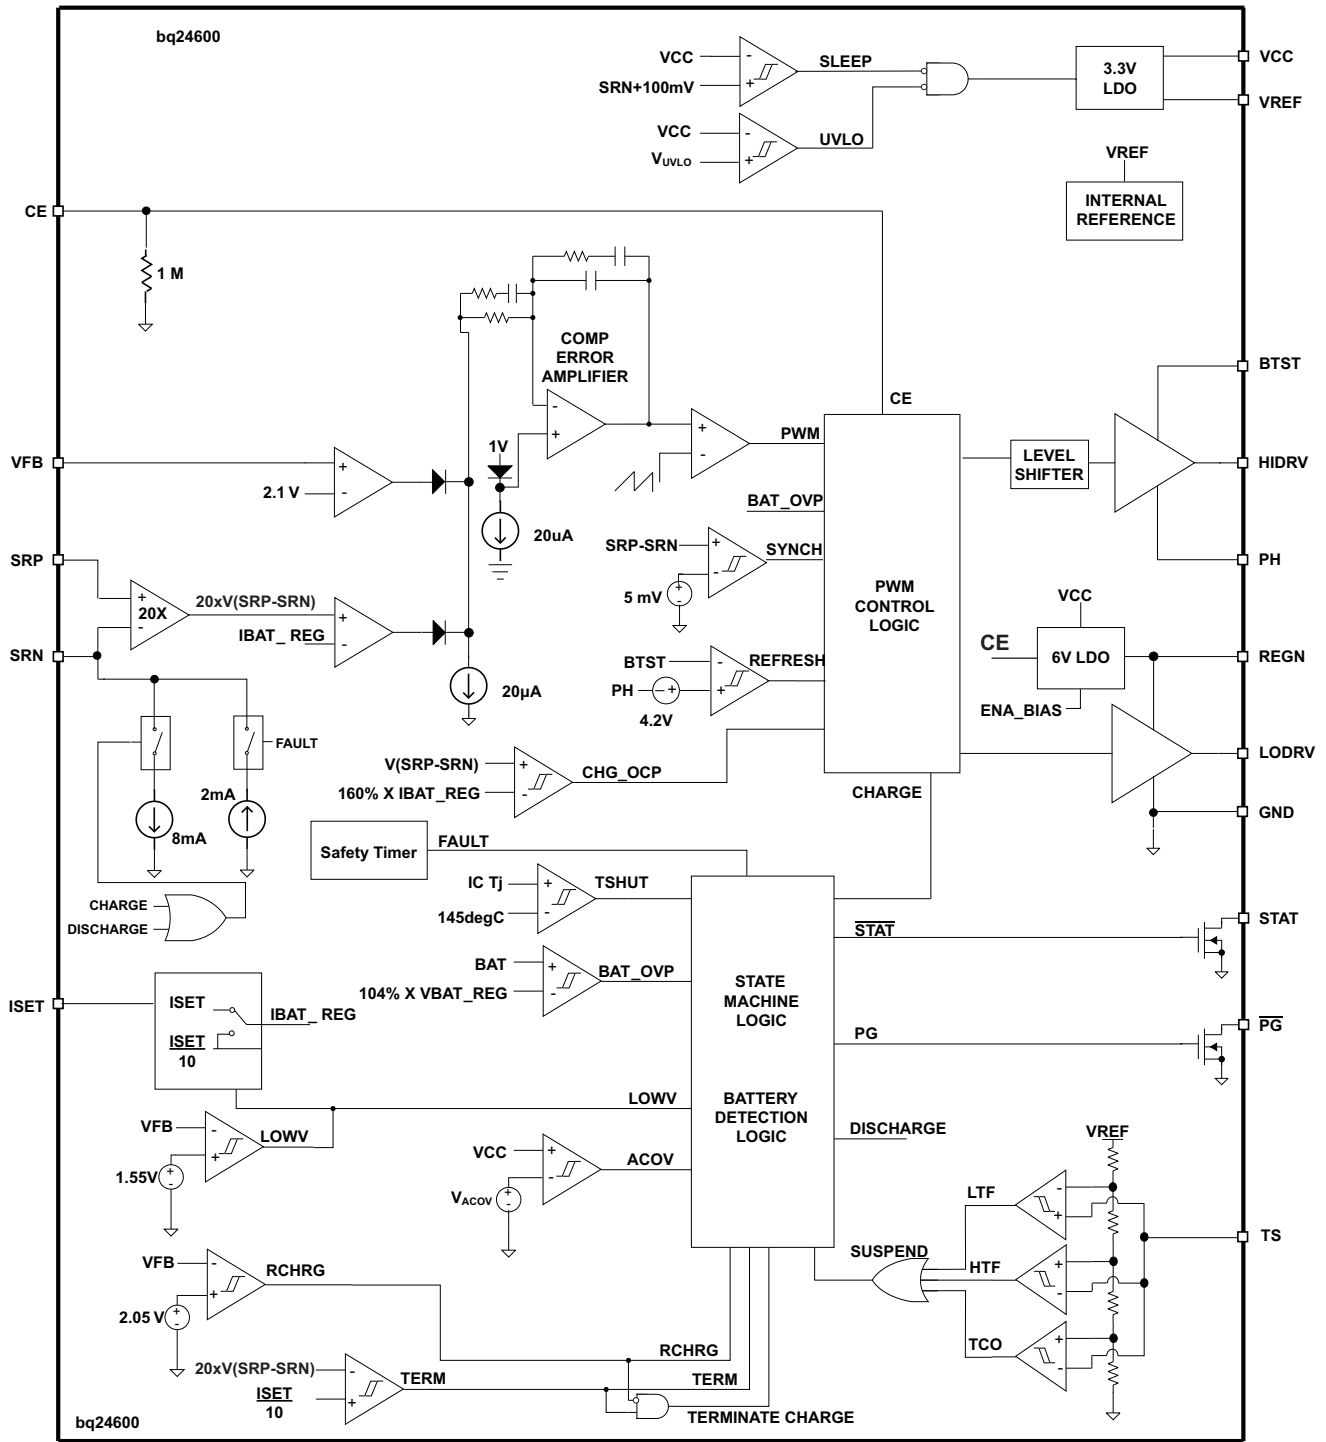 bq24600
VCC
SRN+100mV
-
+
SLEEP
VCC
VUVLO
-
+
UVLO
3.3V
LDO
VCC
VREF
VREF
INTERNAL
REFERENCE
CE
1 M
COMP
ERROR
AMPLIFIER
-
+
1V
20uA
CE
+
-
PWM
BTST
LEVEL
SHIFTER
HIDRV
PH
VFB
2.1 V
+
-
BAT_OVP
SRP-SRN
+
-
SYNCH
5 mV
+
-
PWM
CONTROL
LOGIC
SRP
SRN
+
20X
-
20xV(SRP-SRN)
IBAT_ REG
+
-
20µA
BTST
-
+
REFRESH
PH
-+
4.2V
VCC
CE
6V LDO
ENA_BIAS
REGN
LODRV
GND
FAULT
2mA
8mA
V(SRP-SRN)
160% X IBAT_REG
+
-
CHG_OCP
CHARGE
Safety Timer
FAULT
CHARGE
DISCHARGE
IC Tj
145degC
+
-
TSHUT
BAT
104% X VBAT_REG
+
-
BAT_OVP
STATE
MACHINE
LOGIC
BATTERY
DETECTION
LOGIC
STAT
STAT
PG
PG
ISET
ISET
ISET
10
IBAT_ REG
LOWV
VFB
-
+
LOWV
1.55V
+
-
VCC
+
-
ACOV
VACOV
+
-
DISCHARGE
VREF
LTF
-
+
SUSPEND
HTF
+
-
TCO
+
-
TS
VFB
-
+
RCHRG
2.05 V
+
-
RCHRG
20xV(SRP-SRN)
ISET
10
-
+
TERM
TERM
TERMINATE CHARGE
bq24600